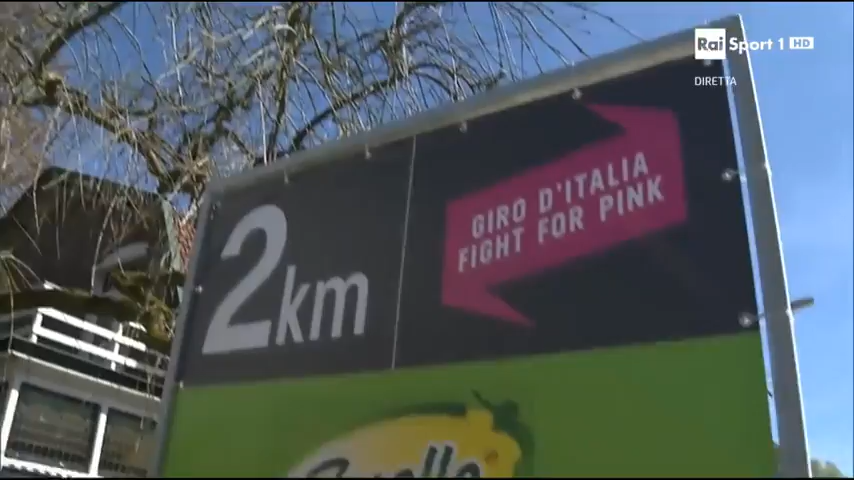 Rai Sport 1 HD
DIRETTA
GIRO D'ITALIA
FIGHT FOR PINK
2km